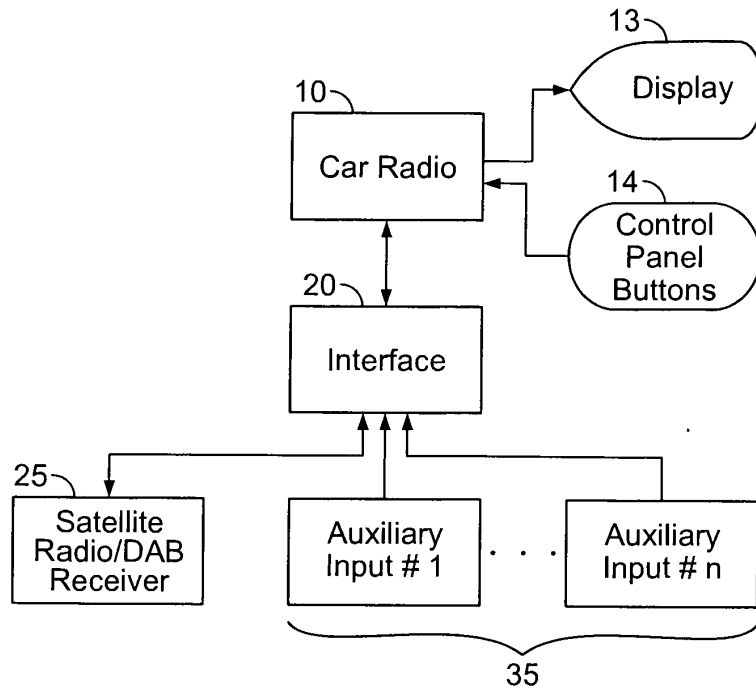 13
Display
10
Car Radio
14
Control
Panel
Buttons
20
Interface
25
Satellite
Radio/DAB
Receiver
Auxiliary
Input # 1
. . . .
Auxiliary
Input # n
35